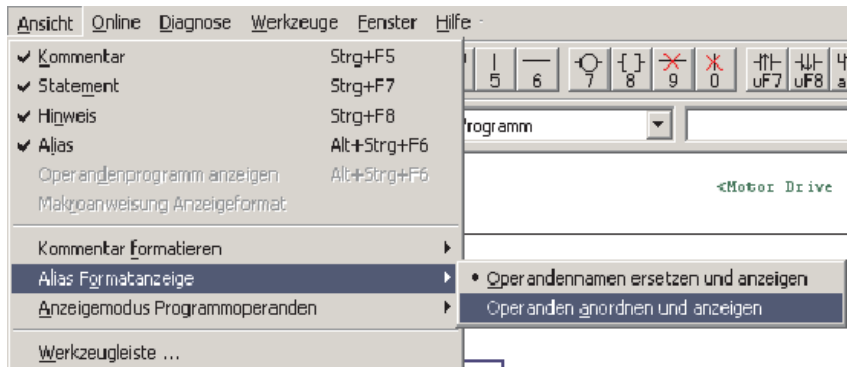 Ansicht Online Diagnose Werkzeuge Fenster Hilfe
✔ Kommentar Strg+F5
✔ Statement Strg+F7
✔ Hinweis Strg+F8
✔ Alias Alt+Strg+F6
Operandenprogramm anzeigen Alt+Strg+F6
Makroanweisung Anzeigeformat
Kommentar formatieren
Alias Formatanzeige
Anzeigemodus Programmoperanden
Werkzeugleiste ...
5 6 7 8 9 0 uF7 uF8
rogramm
<Motor Drive
• Operandennamen ersetzen und anzeigen
Operanden anordnen und anzeigen